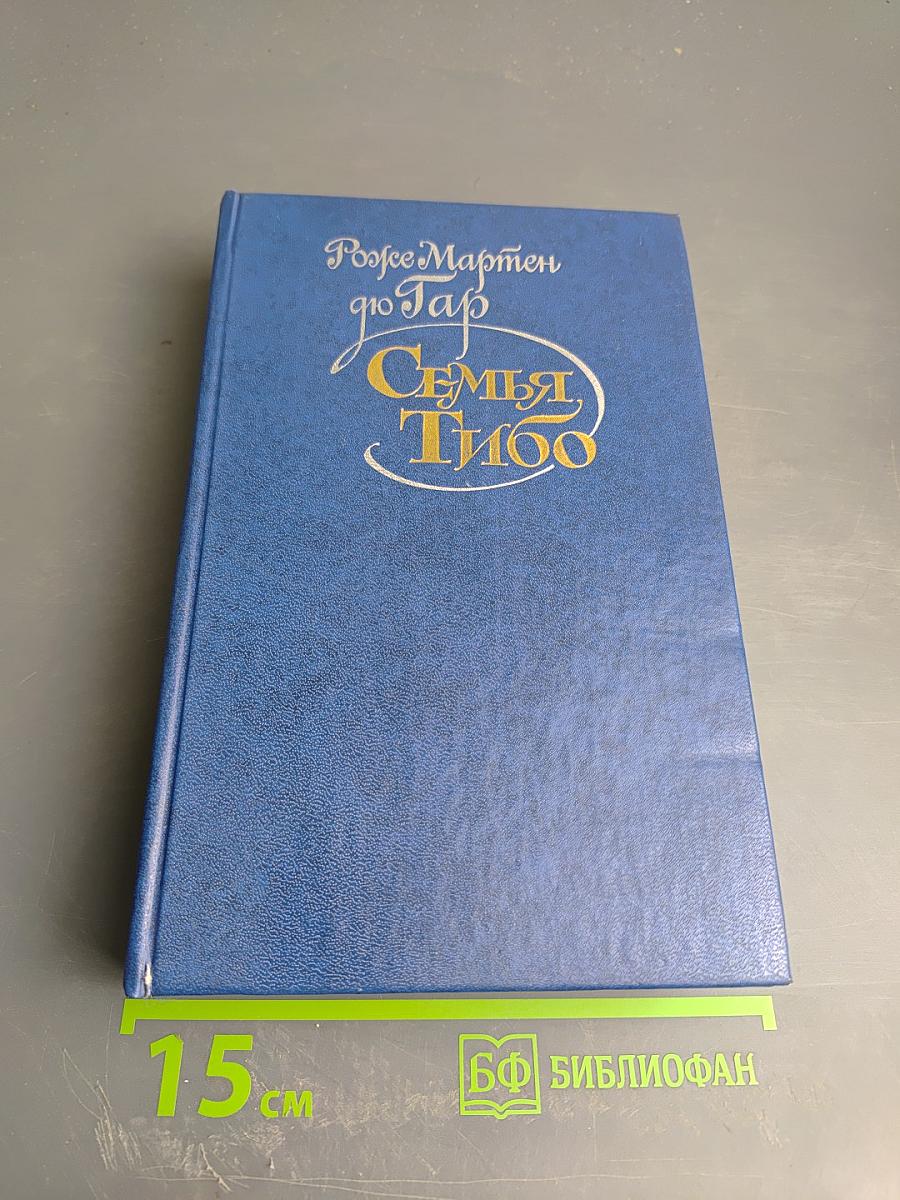 Роже Мартен
дю Гар
Семья
Тибо
15 см
БФ БИБЛИОФАН